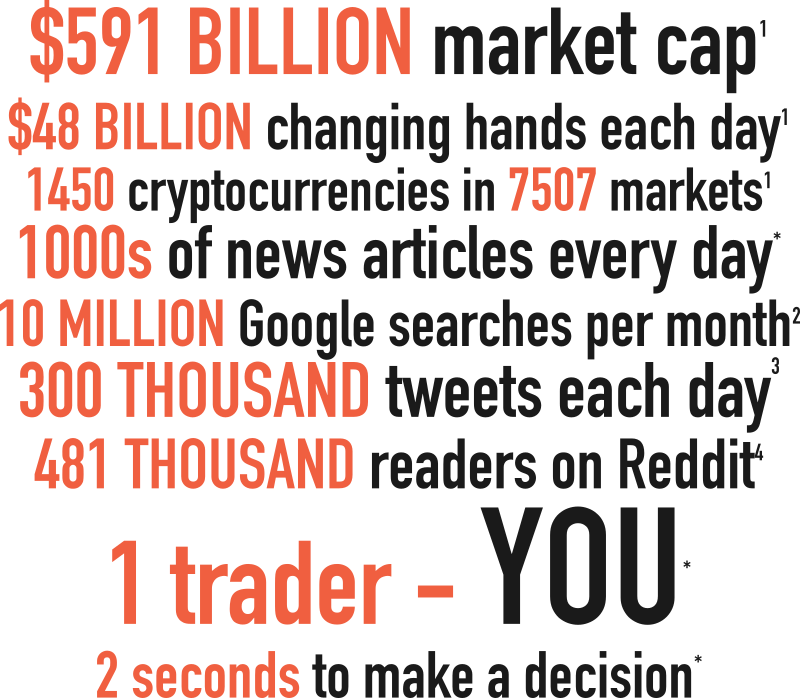 $591 BILLION market cap¹
$48 BILLION changing hands each day¹
1450 cryptocurrencies in 7507 markets¹
1000s of news articles every day*
10 MILLION Google searches per month²
300 THOUSAND tweets each day³
481 THOUSAND readers on Reddit⁴
1 trader - YOU*
2 seconds to make a decision*